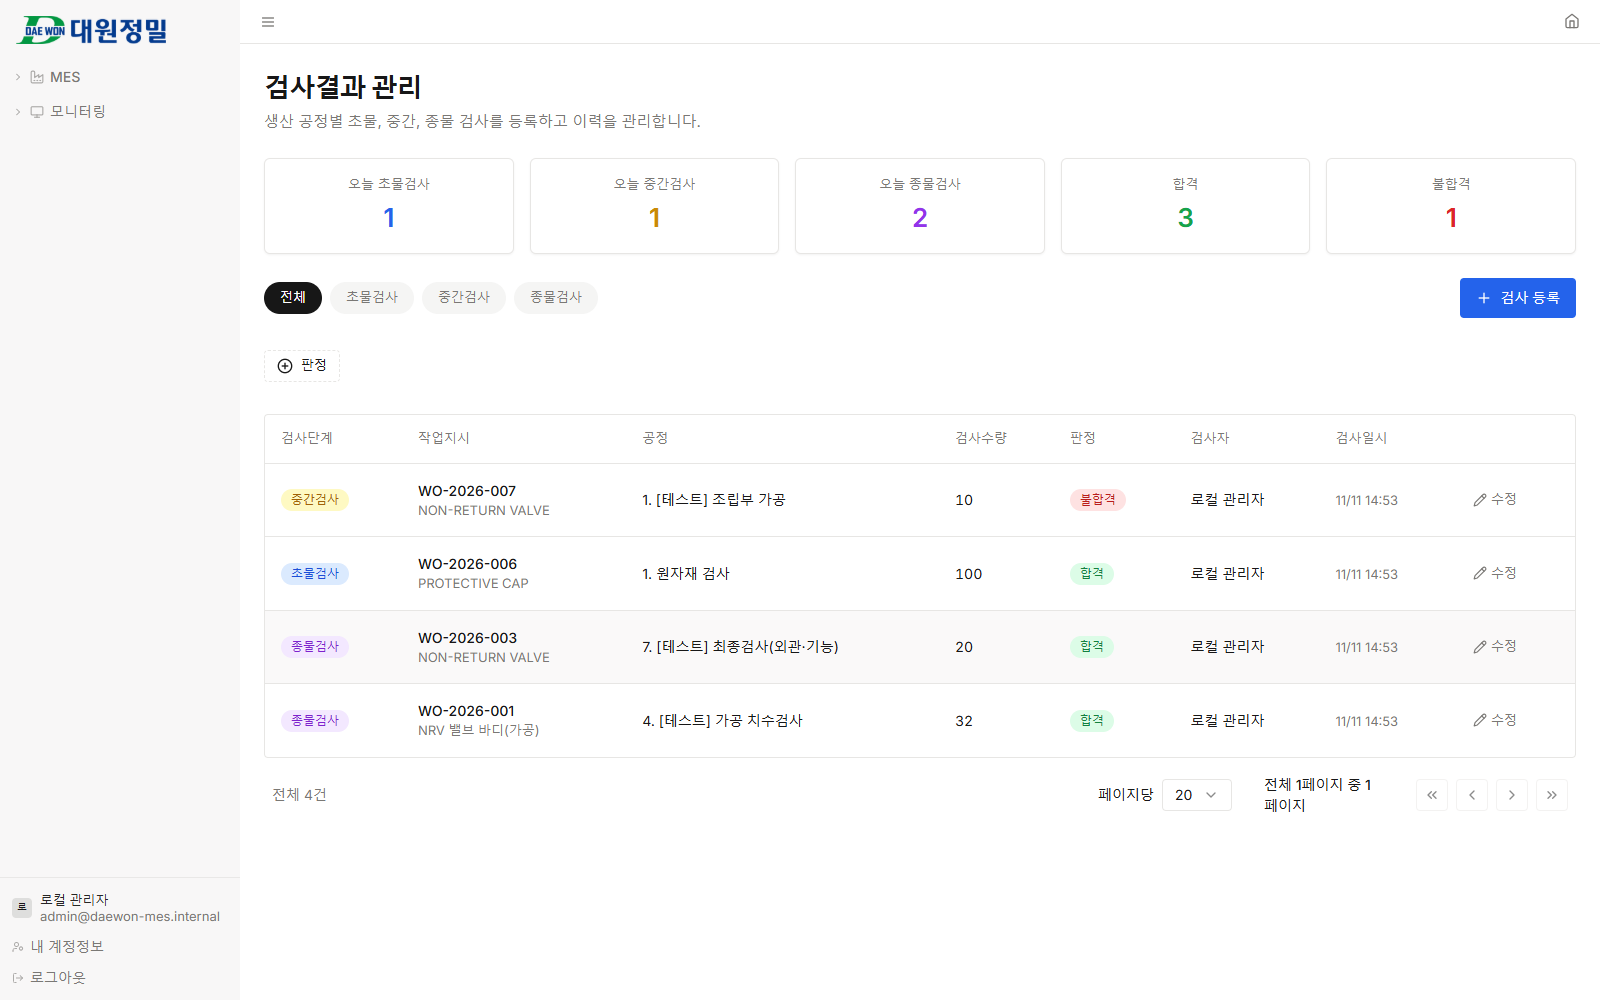 DAE WON 대원정밀
MES
모니터링
검사결과 관리
생산 공정별 초물, 중간, 종물 검사를 등록하고 이력을 관리합니다.
오늘 초물검사
1
오늘 중간검사
1
오늘 종물검사
2
합격
3
불합격
1
전체 초물검사 중간검사 종물검사
검사 등록
판정
검사단계 작업지시 공정 검사수량 판정 검사자 검사일시
중간검사 WO-2026-007 1. [테스트] 조립부 가공 10 불합격 로컬 관리자 11/11 14:53 수정
NON-RETURN VALVE
초물검사 WO-2026-006 1. 원자재 검사 100 합격 로컬 관리자 11/11 14:53 수정
PROTECTIVE CAP
종물검사 WO-2026-003 7. [테스트] 최종검사(외관·기능) 20 합격 로컬 관리자 11/11 14:53 수정
NON-RETURN VALVE
종물검사 WO-2026-001 4. [테스트] 가공 치수검사 32 합격 로컬 관리자 11/11 14:53 수정
NRV 밸브 바디(가공)
전체 4건
페이지당 20
전체 1페이지 중 1
페이지
로 로컬 관리자
admin@daewon-mes.internal
내 계정정보
로그아웃